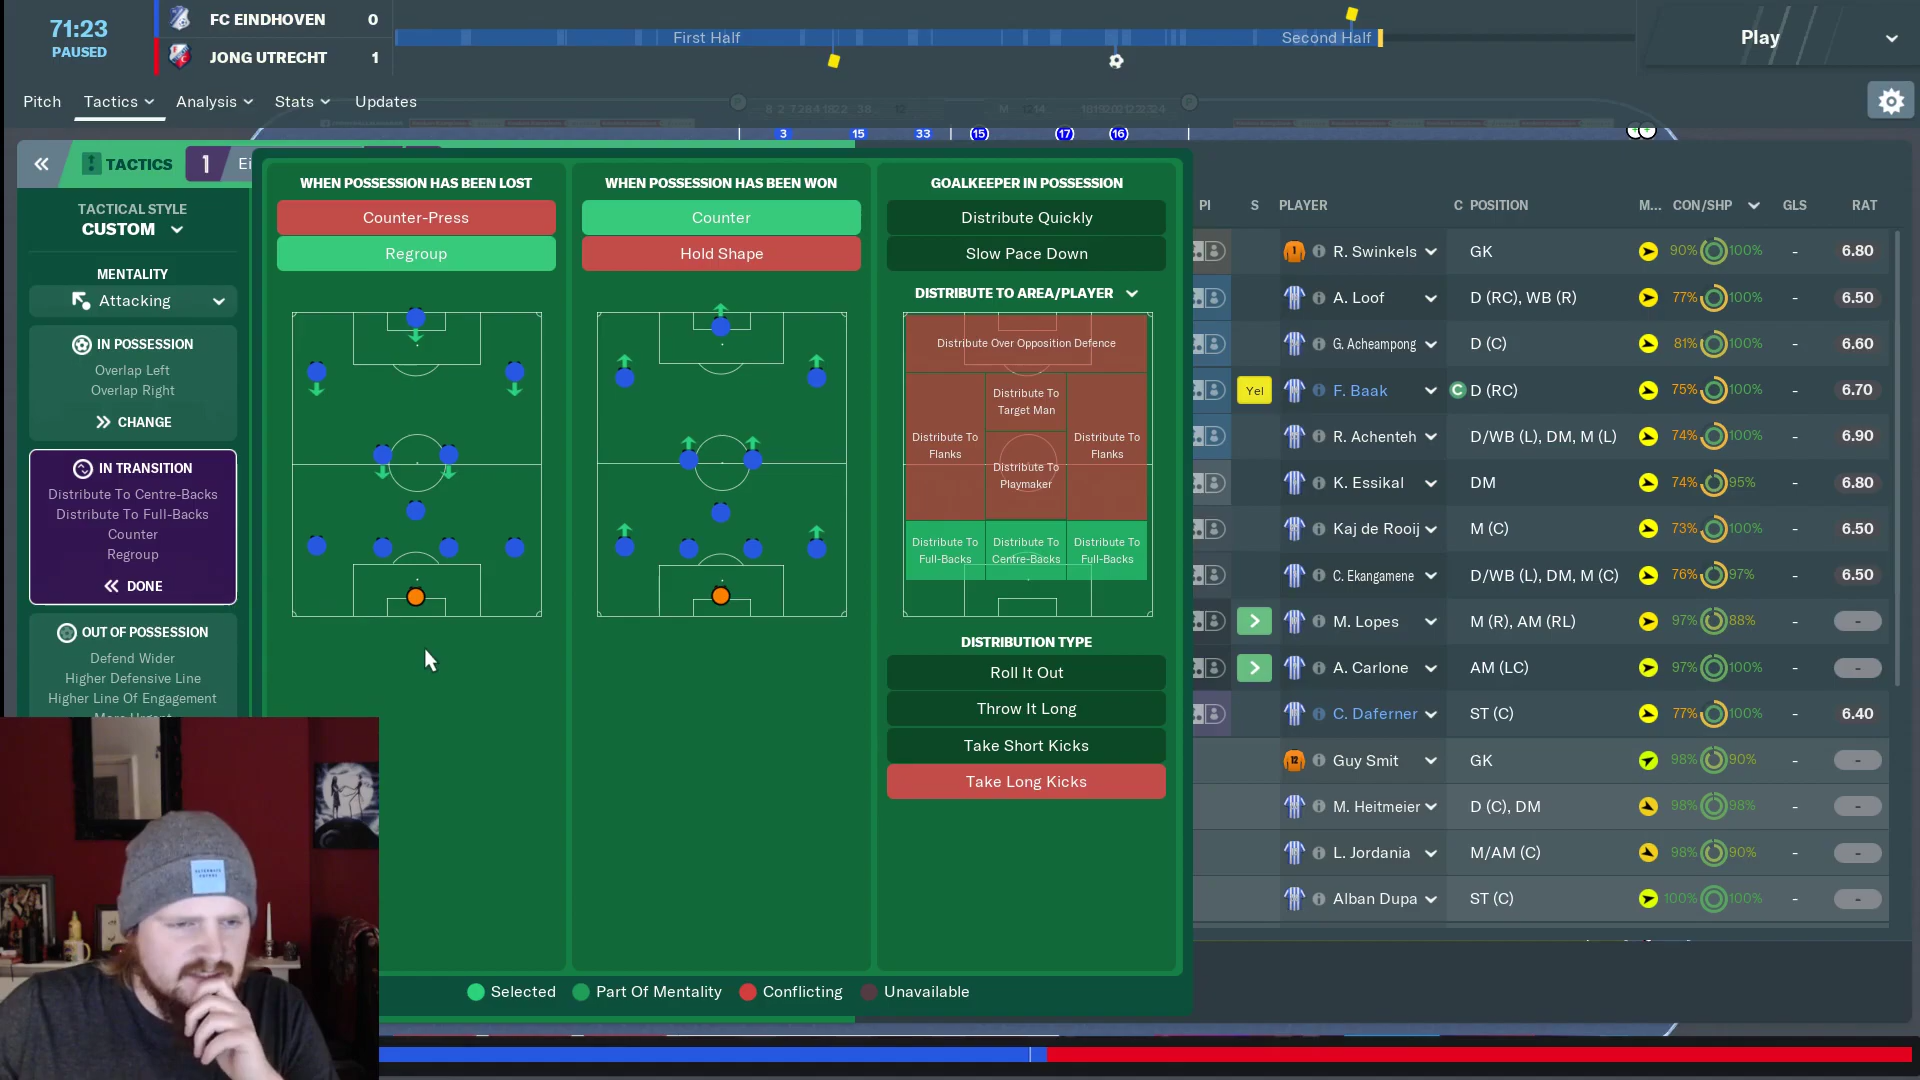 71:23
PAUSED
FC EINDHOVEN 0
JONG UTRECHT 1
First Half
Second Half
Play
Pitch
Tactics
Analysis
Stats
Updates
3 15 33 15 17 16
TACTICS
1 Ei
TACTICAL STYLE
CUSTOM
MENTALITY
Attacking
IN POSSESSION
Overlap Left
Overlap Right
CHANGE
IN TRANSITION
Distribute To Centre-Backs
Distribute To Full-Backs
Counter
Regroup
DONE
OUT OF POSSESSION
Defend Wider
Higher Defensive Line
Higher Line Of Engagement
More Urgent
WHEN POSSESSION HAS BEEN LOST
Counter-Press
Regroup
WHEN POSSESSION HAS BEEN WON
Counter
Hold Shape
GOALKEEPER IN POSSESSION
Distribute Quickly
Slow Pace Down
DISTRIBUTE TO AREA/PLAYER
Distribute Over Opposition Defence
Distribute To
Target Man
Distribute To
Flanks
Distribute To
Playmaker
Distribute To
Flanks
Distribute To
Full-Backs
Distribute To
Centre-Backs
Distribute To
Full-Backs
DISTRIBUTION TYPE
Roll It Out
Throw It Long
Take Short Kicks
Take Long Kicks
Selected
Part Of Mentality
Conflicting
Unavailable
PI S PLAYER C POSITION M... CON/SHP GLS RAT
1 R. Swinkels GK 90% 100% - 6.80
A. Loof D (RC), WB (R) 77% 100% - 6.50
G. Acheampong D (C) 81% 100% - 6.60
Yel F. Baak C D (RC) 75% 100% - 6.70
R. Achenteh D/WB (L), DM, M (L) 74% 100% - 6.90
K. Essikal DM 74% 95% - 6.80
Kaj de Rooij M (C) 73% 100% - 6.50
C. Ekangamene D/WB (L), DM, M (C) 76% 97% - 6.50
M. Lopes M (R), AM (RL) 97% 88% - -
A. Carlone AM (LC) 97% 100% - -
C. Daferner ST (C) 77% 100% - 6.40
12 Guy Smit GK 98% 90% - -
M. Heitmeier D (C), DM 98% 98% - -
L. Jordania M/AM (C) 98% 90% - -
Alban Dupa ST (C) 100% 100% - -